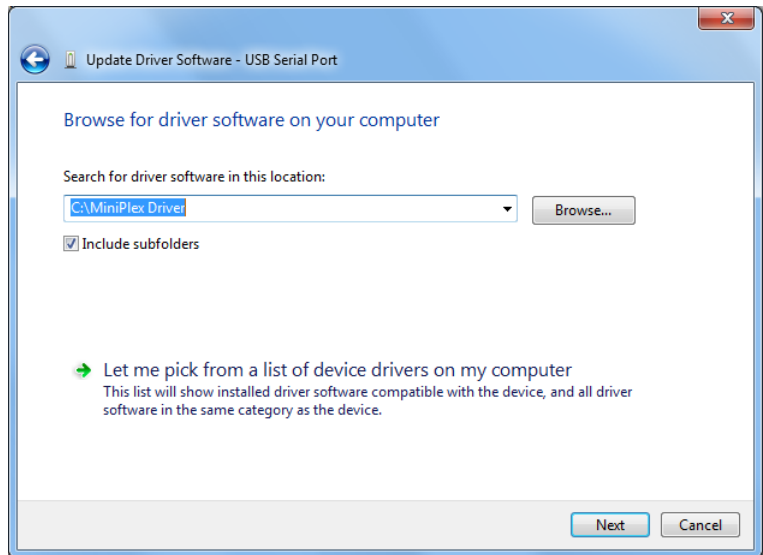 Update Driver Software - USB Serial Port
Browse for driver software on your computer
Search for driver software in this location:
C:\MiniPlex Driver
Browse...
Include subfolders
Let me pick from a list of device drivers on my computer
This list will show installed driver software compatible with the device, and all driver
software in the same category as the device.
Next
Cancel